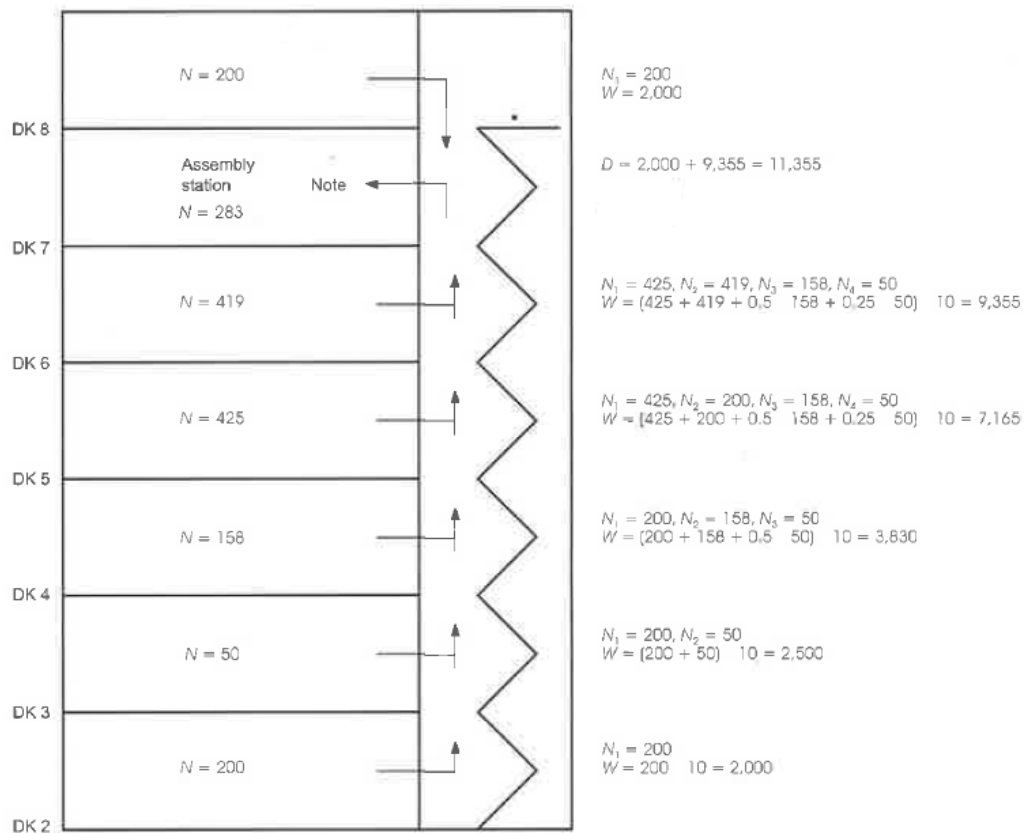 N = 200
N₁ = 200
W = 2,000
DK 8
Assembly
station
Note
N = 283
D = 2,000 + 9,355 = 11,355
DK 7
N = 419
N₁ = 425, N₂ = 419, N₃ = 158, N₄ = 50
W = (425 + 419 + 0.5 158 + 0.25 50) 10 = 9,355
DK 6
N = 425
N₁ = 425, N₂ = 200, N₃ = 158, N₄ = 50
W = (425 + 200 + 0.5 158 + 0.25 50) 10 = 7,165
DK 5
N = 158
N₁ = 200, N₂ = 158, N₃ = 50
W = (200 + 158 + 0.5 50) 10 = 3,830
DK 4
N = 50
N₁ = 200, N₂ = 50
W = (200 + 50) 10 = 2,500
DK 3
N = 200
N₁ = 200
W = 200 10 = 2,000
DK 2